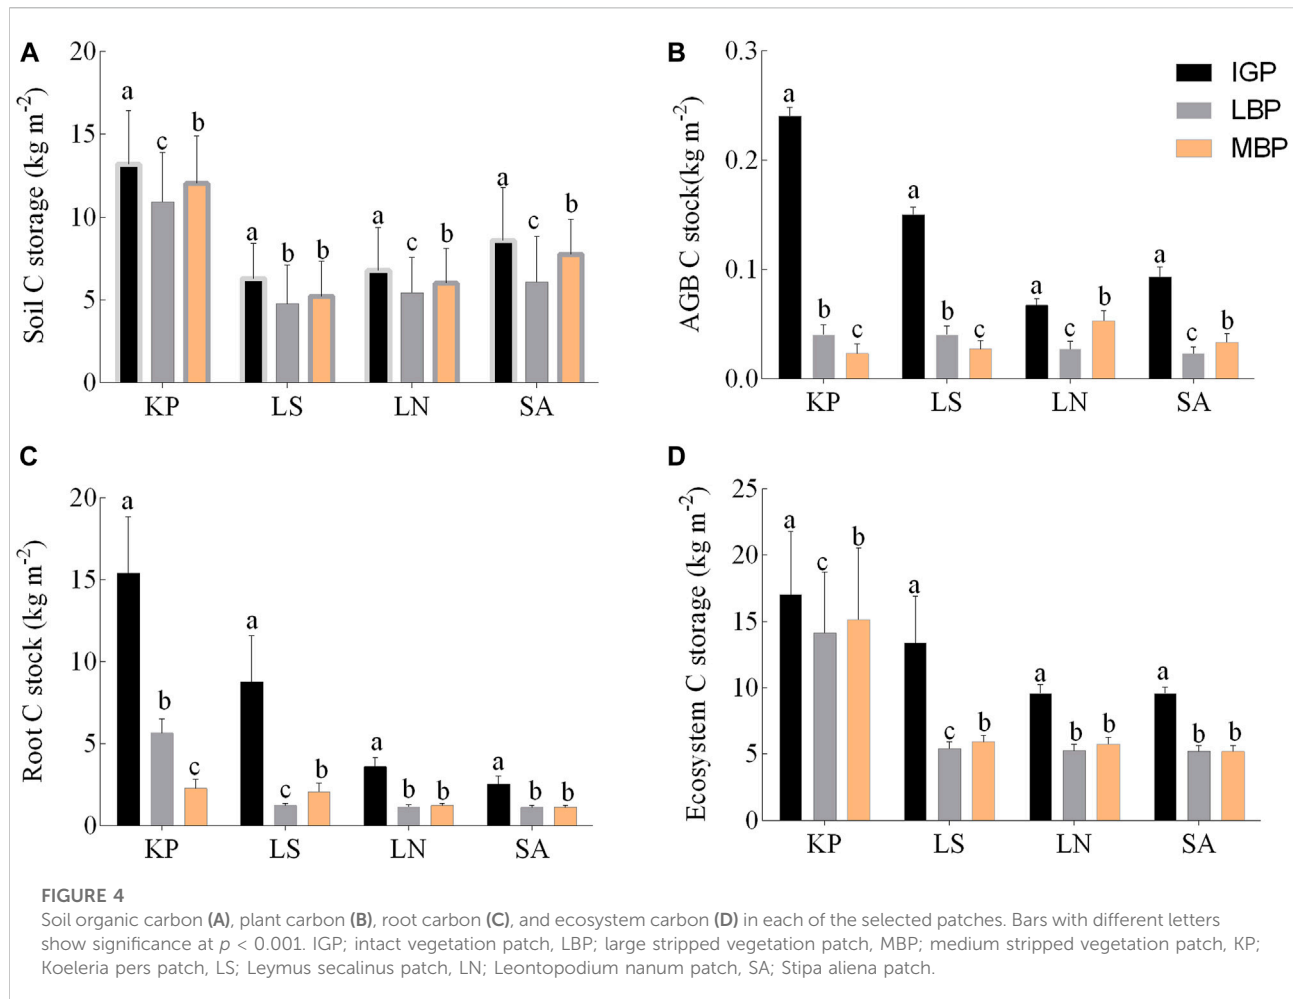 A
Soil C storage (kg m⁻²)
20
15
10
5
0
a
c
b
a
b
b
a
c
b
a
c
b
KP LS LN SA
B
AGB C stock(kg m⁻²)
0.3
0.2
0.1
0.0
a
b
c
a
b
c
a
c
b
a
c
b
KP LS LN SA
IGP
LBP
MBP
C
Root C stock (kg m⁻²)
20
15
10
5
0
a
b
c
a
c
b
a
b
b
a
b
b
KP LS LN SA
D
Ecosystem C storage (kg m⁻²)
25
20
15
10
5
0
a
c
b
a
c
b
a
b
b
a
b
b
KP LS LN SA
FIGURE 4
Soil organic carbon (A), plant carbon (B), root carbon (C), and ecosystem carbon (D) in each of the selected patches. Bars with different letters
show significance at p < 0.001. IGP; intact vegetation patch, LBP; large stripped vegetation patch, MBP; medium stripped vegetation patch, KP;
Koeleria pers patch, LS; Leymus secalinus patch, LN; Leontopodium nanum patch, SA; Stipa aliena patch.